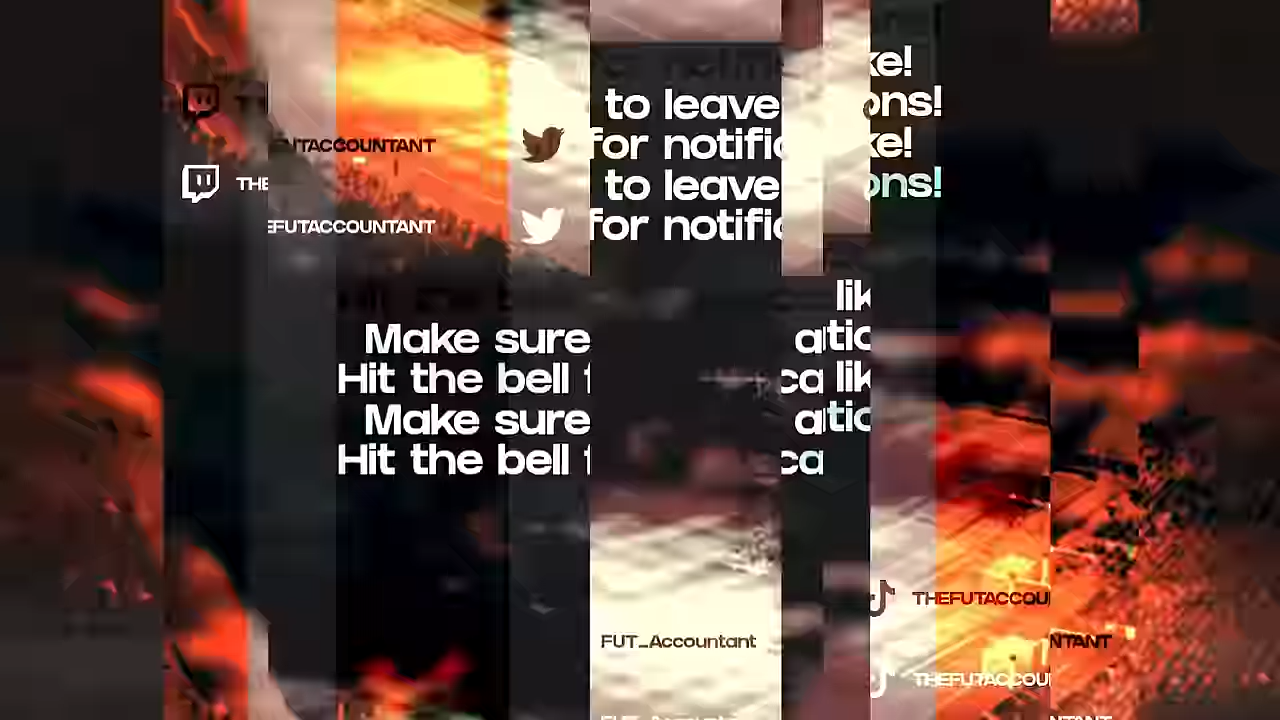 ke!
to leave
ons!
for notific
ke!
UTACCOUNTANT
to leave
ons!
THE
for notific
EFUTACCOUNTANT
lik
Make sure
atic
Hit the bell f
ca
lik
Make sure
atic
Hit the bell f
ca
THEFUTACCOU
FUT_Accountant
NTANT
THEFUTACCOU